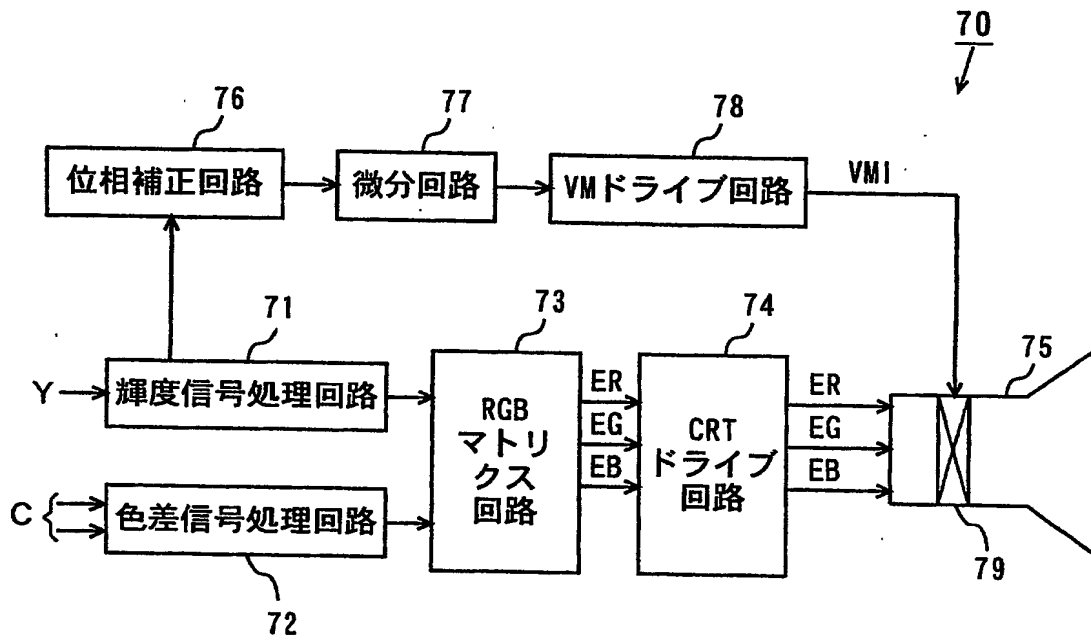 70
76
77
78
位相補正回路
微分回路
VMドライブ回路
VMI
71
73
74
75
Y
輝度信号処理回路
RGB
マトリ
クス
回路
ER
EG
EB
CRT
ドライブ
回路
ER
EG
EB
C
色差信号処理回路
72
79